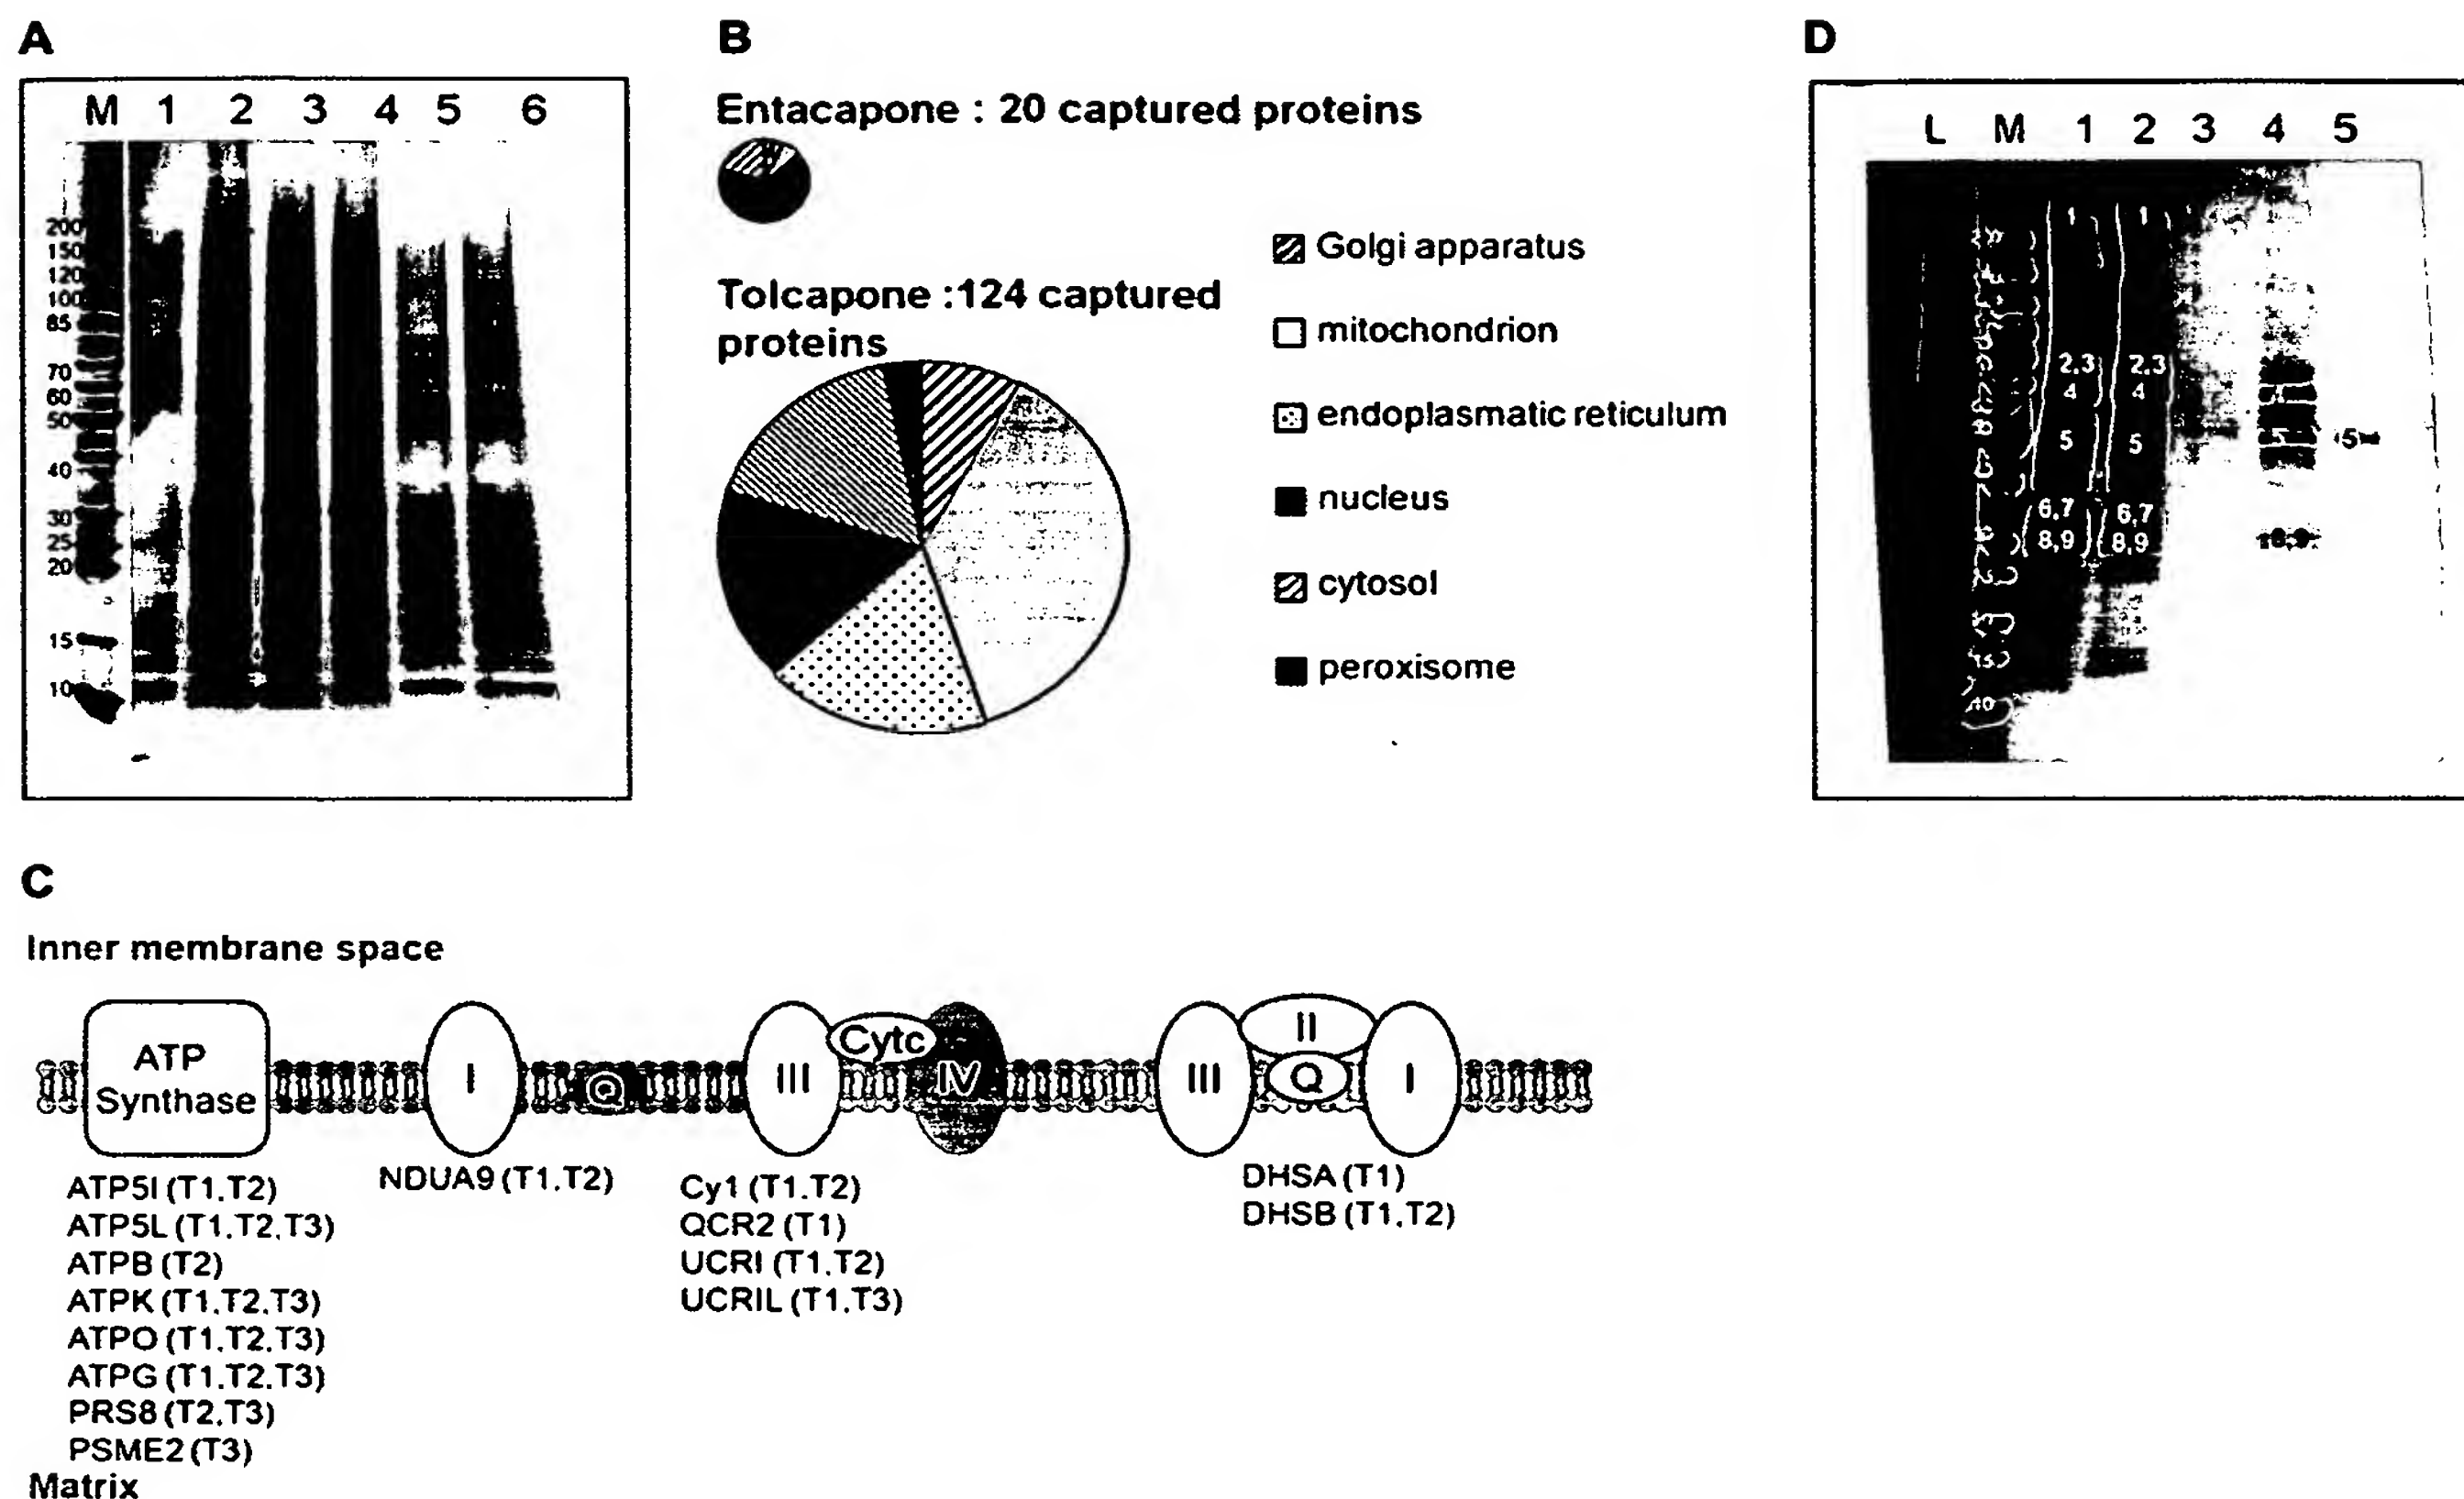 A
M 1 2 3 4 5 6
200
150
120
100
85
70
60
50
40
30
25
20
15
10
B
Entacapone : 20 captured proteins
Tolcapone :124 captured
proteins
Golgi apparatus
mitochondrion
endoplasmatic reticulum
nucleus
cytosol
peroxisome
D
L M 1 2 3 4 5
1 1
2,3 2,3
4 4
5 5 5 5
6,7 6,7
8,9 8,9 8,9
C
Inner membrane space
ATP
Synthase
I
Q
III
Cytc
IV
III
II
Q
I
ATP5I (T1,T2)
ATP5L (T1,T2,T3)
ATPB (T2)
ATPK (T1,T2,T3)
ATPO (T1,T2,T3)
ATPG (T1,T2,T3)
PRS8 (T2,T3)
PSME2 (T3)
NDUA9 (T1,T2)
Cy1 (T1,T2)
QCR2 (T1)
UCRI (T1,T2)
UCRIL (T1,T3)
DHSA (T1)
DHSB (T1,T2)
Matrix